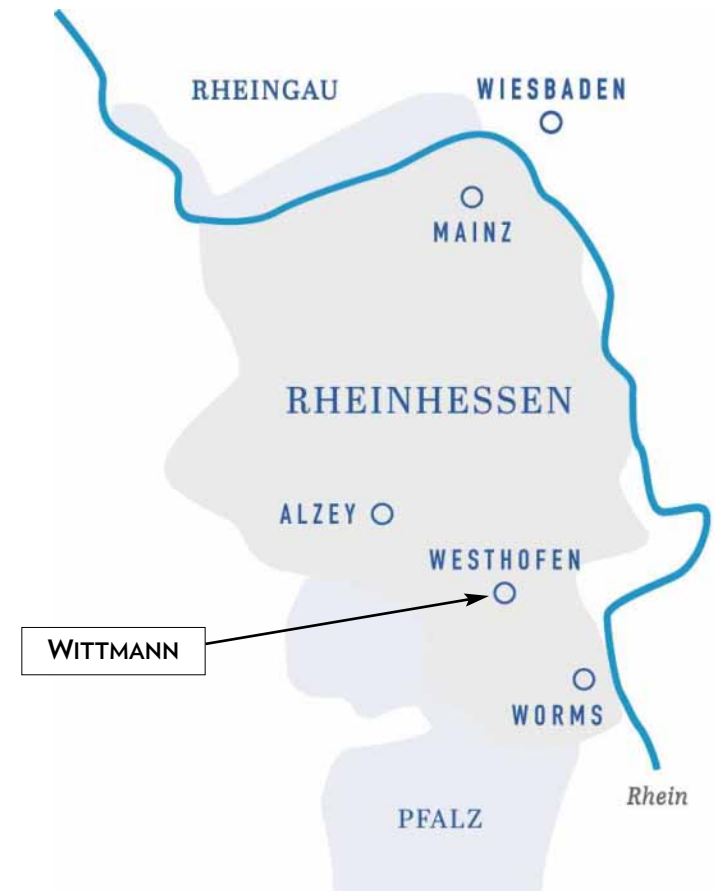 RHEINGAU
WIESBADEN
MAINZ
RHEINHESSEN
ALZEY
WESTHOFEN
WITTMANN
WORMS
Rhein
PFALZ